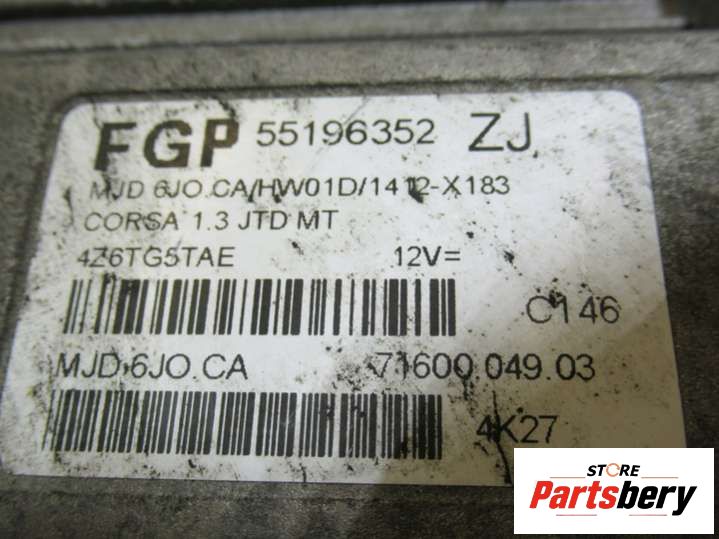 FGP 55196352 ZJ
MJD 6JO.CA/HW01D/1412-X183
CORSA 1.3 JTD MT
4Z6TG5TAE 12V=
C146
MJD 6JO.CA 71600.049.03
4K27
STORE
Partsbery